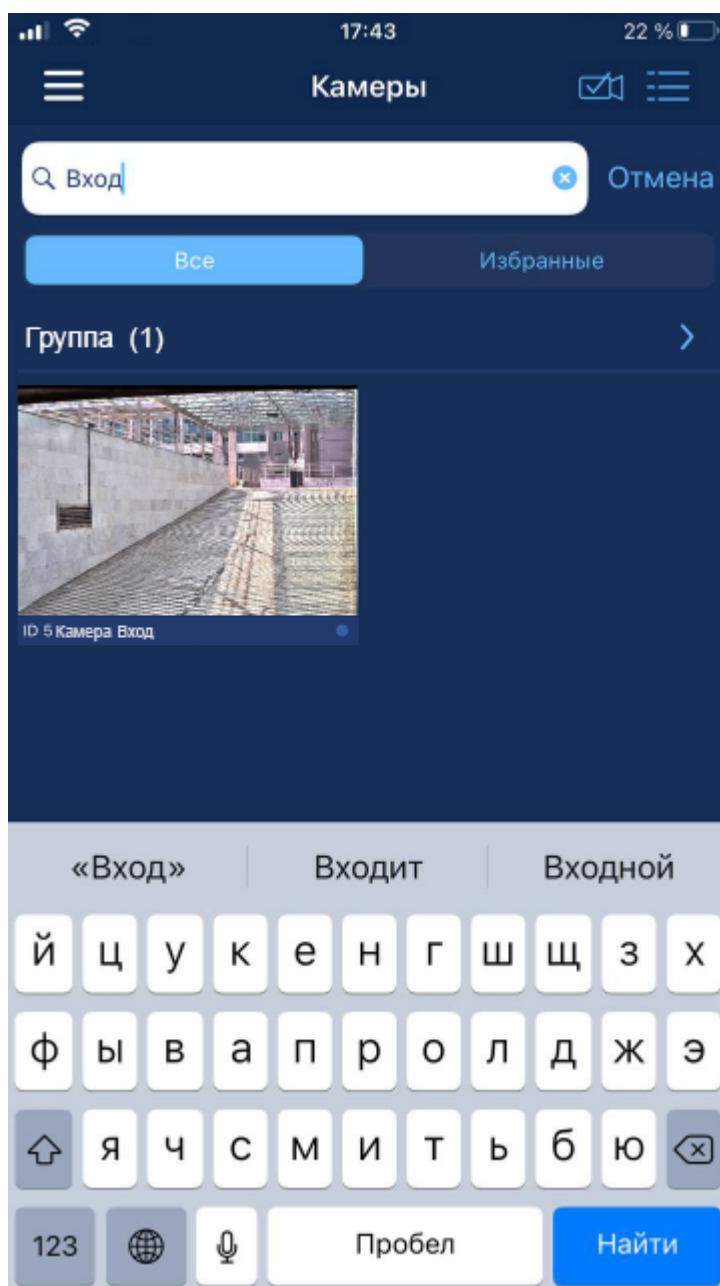 17:43 22 %
Камеры
Вход Отмена
Все Избранные
Группа (1)
ID 5 Камера Вход
«Вход» Входит Входной
й ц у к е н г ш щ з х
ф ы в а п р о л д ж э
я ч с м и т ь б ю
123 Пробел Найти